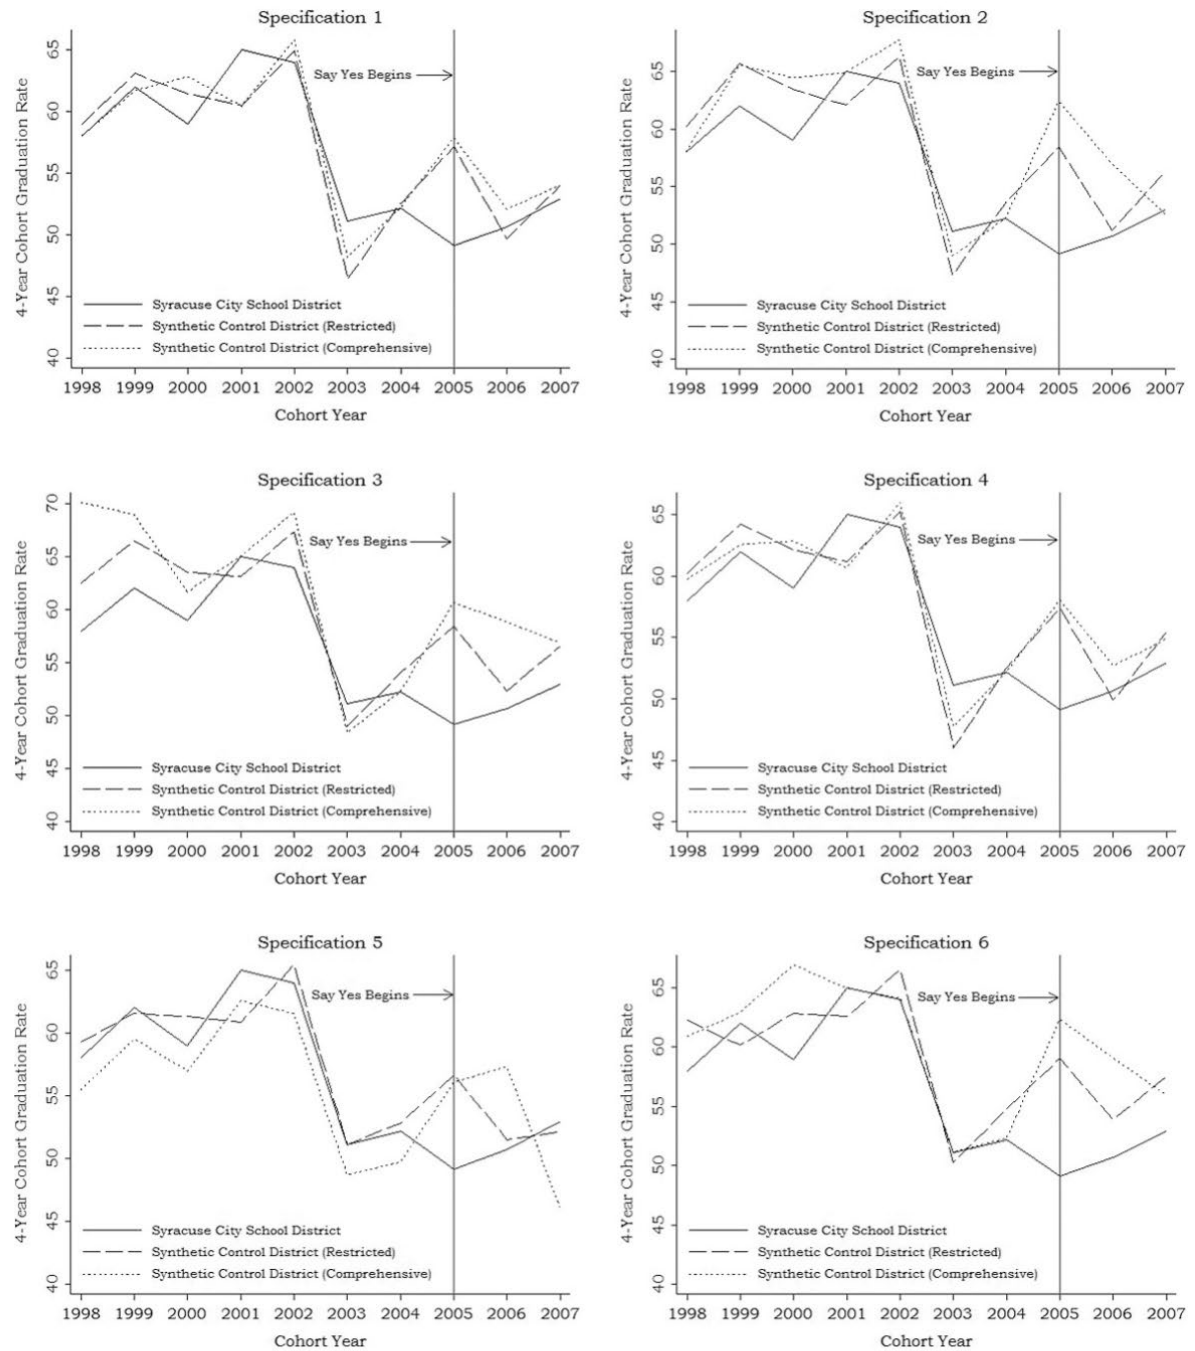 Specification 1
4-Year Cohort Graduation Rate
65
60
55
50
45
40
Say Yes Begins
Syracuse City School District
Synthetic Control District (Restricted)
Synthetic Control District (Comprehensive)
1998 1999 2000 2001 2002 2003 2004 2005 2006 2007
Cohort Year
Specification 2
4-Year Cohort Graduation Rate
65
60
55
50
45
40
Say Yes Begins
Syracuse City School District
Synthetic Control District (Restricted)
Synthetic Control District (Comprehensive)
1998 1999 2000 2001 2002 2003 2004 2005 2006 2007
Cohort Year
Specification 3
4-Year Cohort Graduation Rate
70
65
60
55
50
45
40
Say Yes Begins
Syracuse City School District
Synthetic Control District (Restricted)
Synthetic Control District (Comprehensive)
1998 1999 2000 2001 2002 2003 2004 2005 2006 2007
Cohort Year
Specification 4
4-Year Cohort Graduation Rate
65
60
55
50
45
40
Say Yes Begins
Syracuse City School District
Synthetic Control District (Restricted)
Synthetic Control District (Comprehensive)
1998 1999 2000 2001 2002 2003 2004 2005 2006 2007
Cohort Year
Specification 5
4-Year Cohort Graduation Rate
65
60
55
50
45
40
Say Yes Begins
Syracuse City School District
Synthetic Control District (Restricted)
Synthetic Control District (Comprehensive)
1998 1999 2000 2001 2002 2003 2004 2005 2006 2007
Cohort Year
Specification 6
4-Year Cohort Graduation Rate
65
60
55
50
45
40
Say Yes Begins
Syracuse City School District
Synthetic Control District (Restricted)
Synthetic Control District (Comprehensive)
1998 1999 2000 2001 2002 2003 2004 2005 2006 2007
Cohort Year